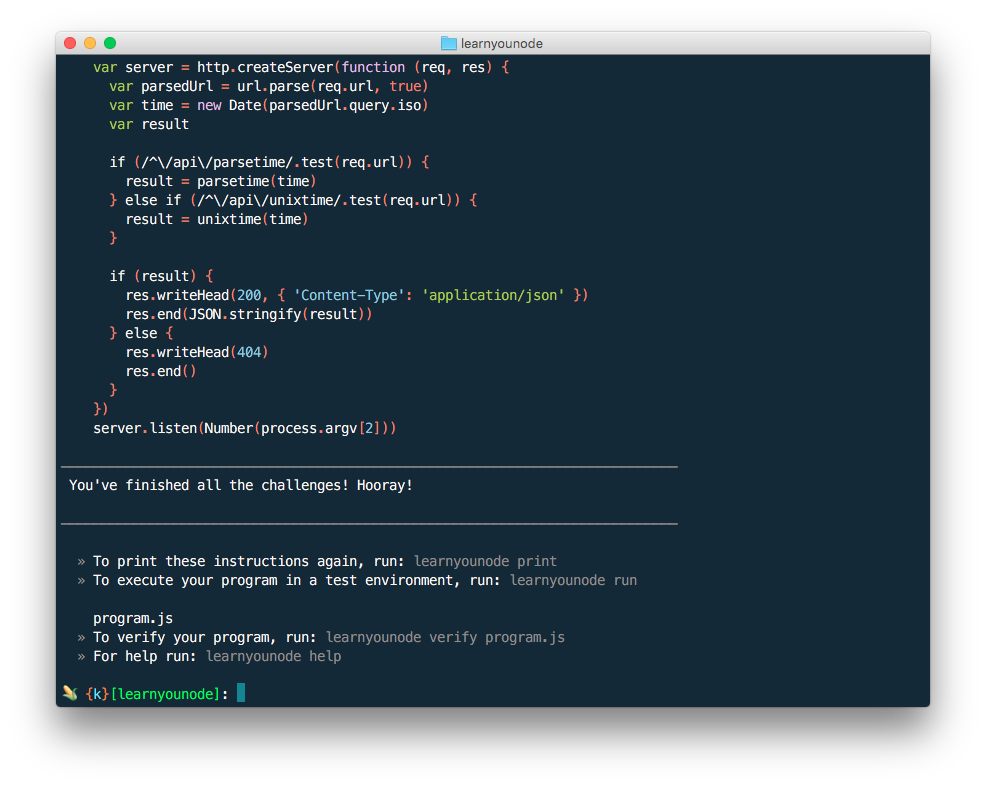 learnyounode
var server = http.createServer(function (req, res) {
var parsedUrl = url.parse(req.url, true)
var time = new Date(parsedUrl.query.iso)
var result
if (/^\/api\/parsetime/.test(req.url)) {
result = parsetime(time)
} else if (/^\/api\/unixtime/.test(req.url)) {
result = unixtime(time)
}
if (result) {
res.writeHead(200, { 'Content-Type': 'application/json' })
res.end(JSON.stringify(result))
} else {
res.writeHead(404)
res.end()
}
})
server.listen(Number(process.argv[2]))
You've finished all the challenges! Hooray!
» To print these instructions again, run: learnyounode print
» To execute your program in a test environment, run: learnyounode run
program.js
» To verify your program, run: learnyounode verify program.js
» For help run: learnyounode help
{k}[learnyounode]: